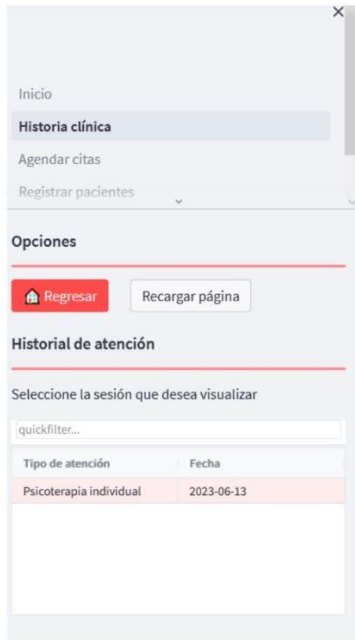 ×
Inicio
Historia clínica
Agendar citas
Registrar pacientes
Opciones
Regresar Recargar página
Historial de atención
Seleccione la sesión que desea visualizar
quickfilter...
Tipo de atención Fecha
Psicoterapia individual 2023-06-13